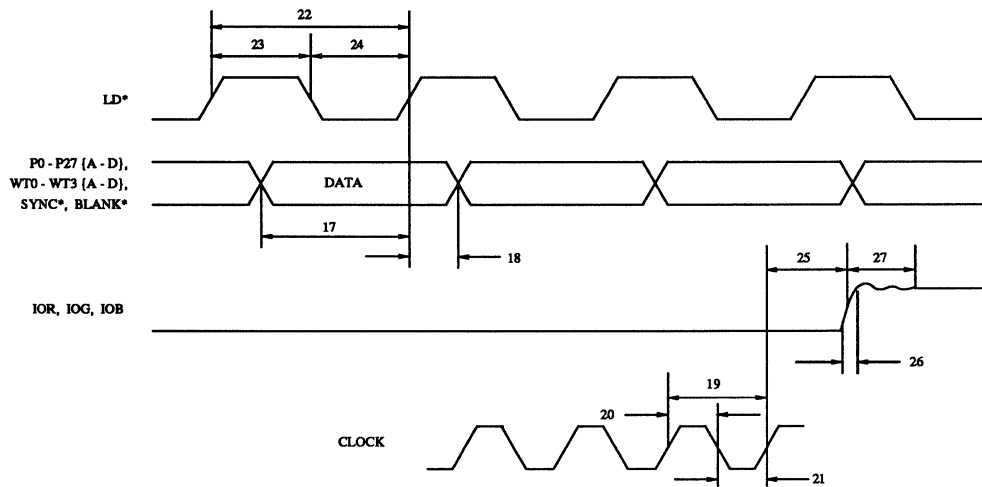 22
23
24
LD*
P0 - P27 {A - D},
WT0 - WT3 {A - D},
SYNC*, BLANK*
DATA
17
18
25
27
IOR, IOG, IOB
26
19
20
CLOCK
21